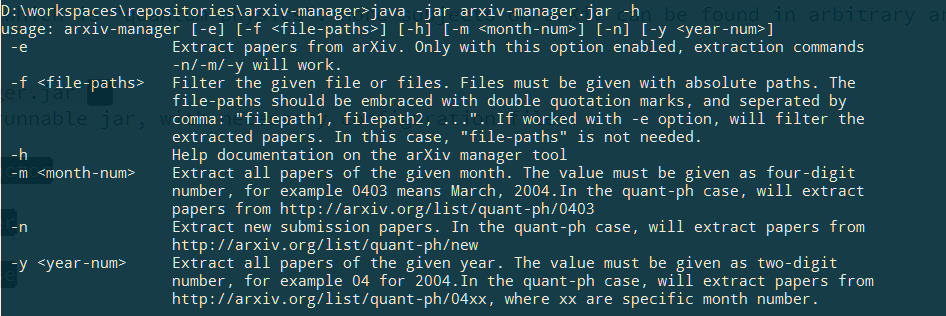 D:\workspaces\repositories\arxiv-manager>java -jar arxiv-manager.jar -h
usage: arxiv-manager [-e] [-f <file-paths>] [-h] [-m <month-num>] [-n] [-y <year-num>]
-e Extract papers from arXiv. Only with this option enabled, extraction commands
-n/-m/-y will work.
-f <file-paths> Filter the given file or files. Files must be given with absolute paths. The
file-paths should be embraced with double quotation marks, and seperated by
comma: "filepath1, filepath2, ...". If worked with -e option, will filter the
extracted papers. In this case, "file-paths" is not needed.
-h Help documentation on the arXiv manager tool
-m <month-num> Extract all papers of the given month. The value must be given as four-digit
number, for example 0403 means March, 2004.In the quant-ph case, will extract
papers from http://arxiv.org/list/quant-ph/0403
-n Extract new submission papers. In the quant-ph case, will extract papers from
http://arxiv.org/list/quant-ph/new
-y <year-num> Extract all papers of the given year. The value must be given as two-digit
number, for example 04 for 2004.In the quant-ph case, will extract papers from
http://arxiv.org/list/quant-ph/04xx, where xx are specific month number.